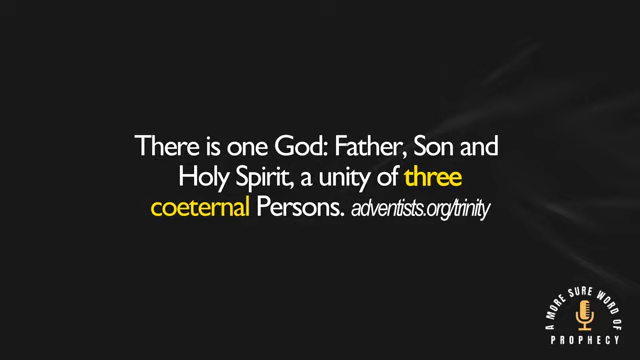 There is one God: Father, Son and
Holy Spirit, a unity of three
coeternal Persons. adventists.org/trinity
A MORE SURE WORD OF
PROPHECY